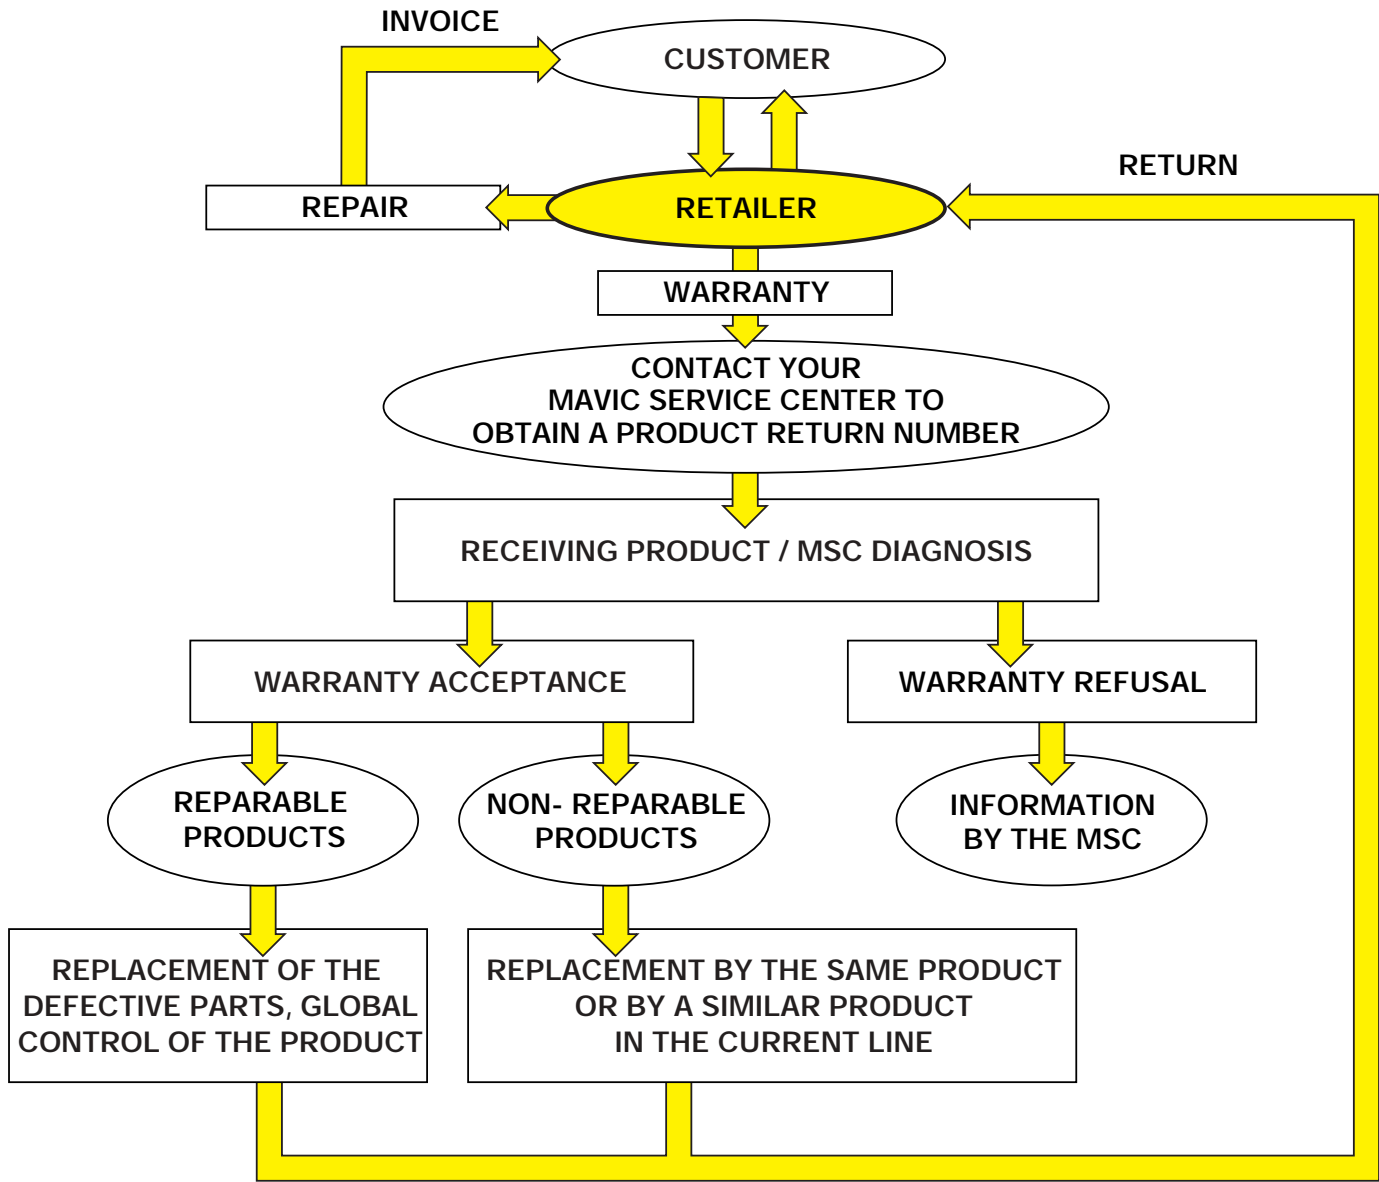 INVOICE
CUSTOMER
RETURN
REPAIR
RETAILER
WARRANTY
CONTACT YOUR
MAVIC SERVICE CENTER TO
OBTAIN A PRODUCT RETURN NUMBER
RECEIVING PRODUCT / MSC DIAGNOSIS
WARRANTY ACCEPTANCE
WARRANTY REFUSAL
REPARABLE
PRODUCTS
NON- REPARABLE
PRODUCTS
INFORMATION
BY THE MSC
REPLACEMENT OF THE
DEFECTIVE PARTS, GLOBAL
CONTROL OF THE PRODUCT
REPLACEMENT BY THE SAME PRODUCT
OR BY A SIMILAR PRODUCT
IN THE CURRENT LINE